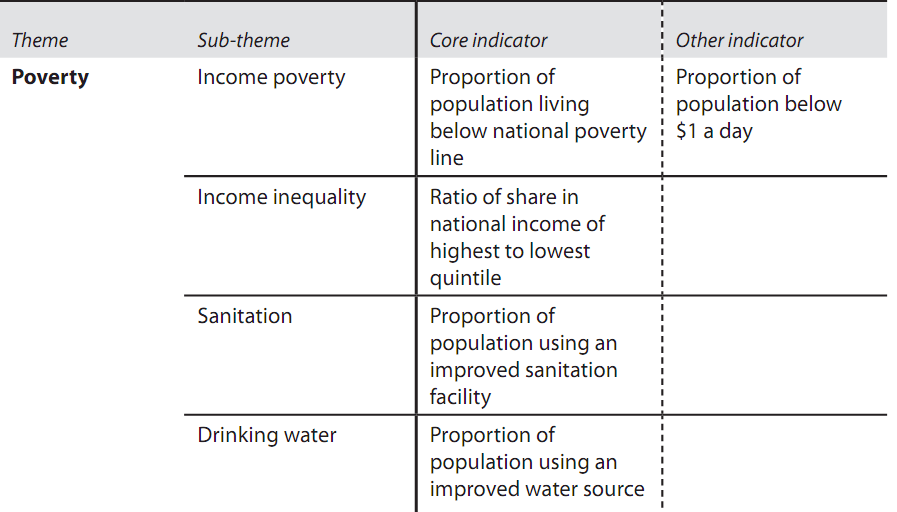 Theme Sub-theme Core indicator Other indicator
Poverty Income poverty Proportion of Proportion of
population living population below
below national poverty $1 a day
line
Income inequality Ratio of share in
national income of
highest to lowest
quintile
Sanitation Proportion of
population using an
improved sanitation
facility
Drinking water Proportion of
population using an
improved water source